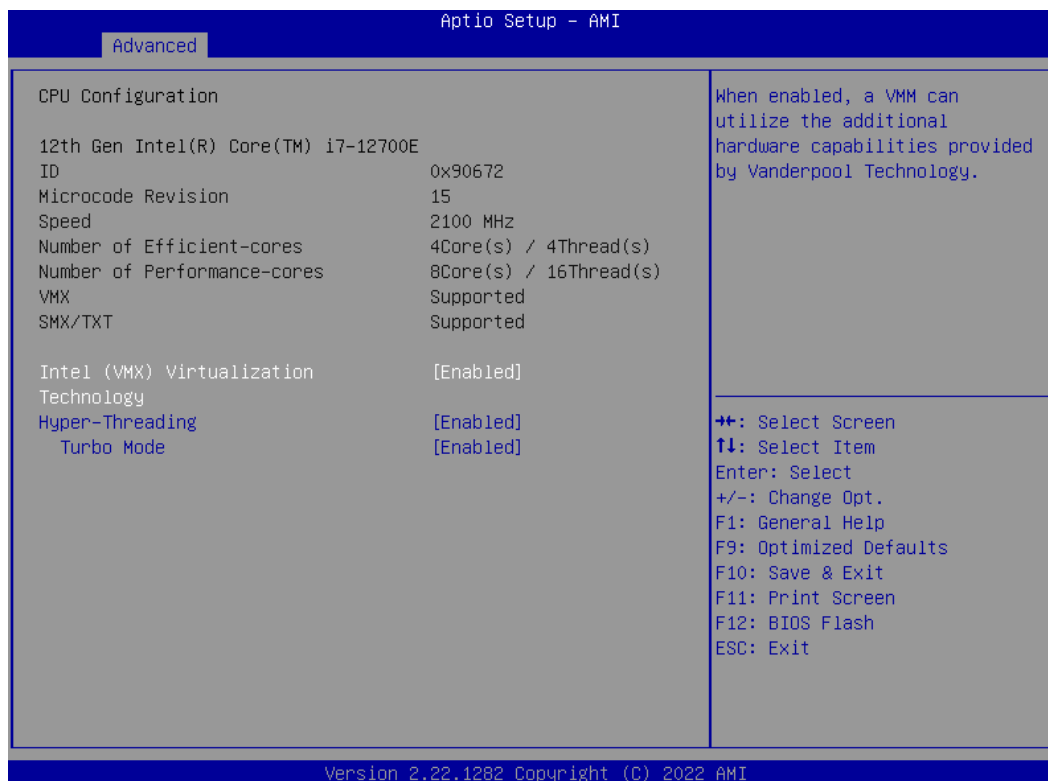 Aptio Setup - AMI
Advanced
CPU Configuration
12th Gen Intel(R) Core(TM) i7-12700E
ID 0x90672
Microcode Revision 15
Speed 2100 MHz
Number of Efficient-cores 4Core(s) / 4Thread(s)
Number of Performance-cores 8Core(s) / 16Thread(s)
VMX Supported
SMX/TXT Supported
Intel (VMX) Virtualization [Enabled]
Technology
Hyper-Threading [Enabled]
Turbo Mode [Enabled]
When enabled, a VMM can
utilize the additional
hardware capabilities provided
by Vanderpool Technology.
→←: Select Screen
↑↓: Select Item
Enter: Select
+/-: Change Opt.
F1: General Help
F9: Optimized Defaults
F10: Save & Exit
F11: Print Screen
F12: BIOS Flash
ESC: Exit
Version 2.22.1282 Copyright (C) 2022 AMI